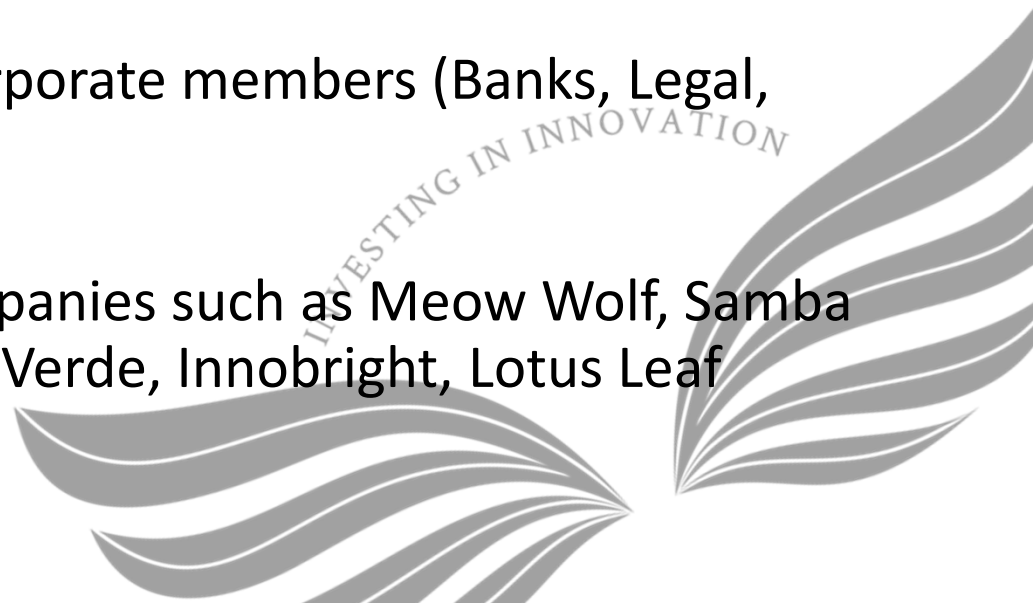 rporate members (Banks, Legal,
INVESTING IN INNOVATION
panies such as Meow Wolf, Samba
Verde, Innobright, Lotus Leaf